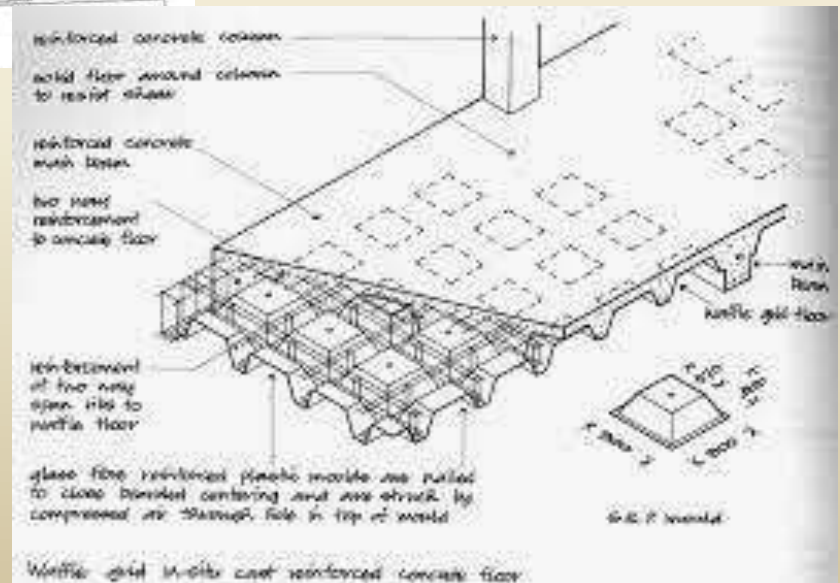 reinforced concrete column
solid floor around column
to resist shear
reinforced concrete
main beam
two way
reinforcement
to concrete floor
main
beam
waffle grid floor
reinforcement
of two way
span ribs to
waffle floor
glass fibre reinforced plastic moulds are nailed
to close boarded centering and are struck by
compressed air through hole in top of mould
G.R.P. mould
Waffle grid in-situ cast reinforced concrete floor